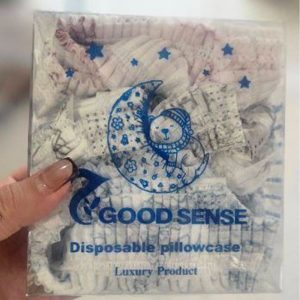 GOOD SENSE
Disposable pillowcase
Luxury Product